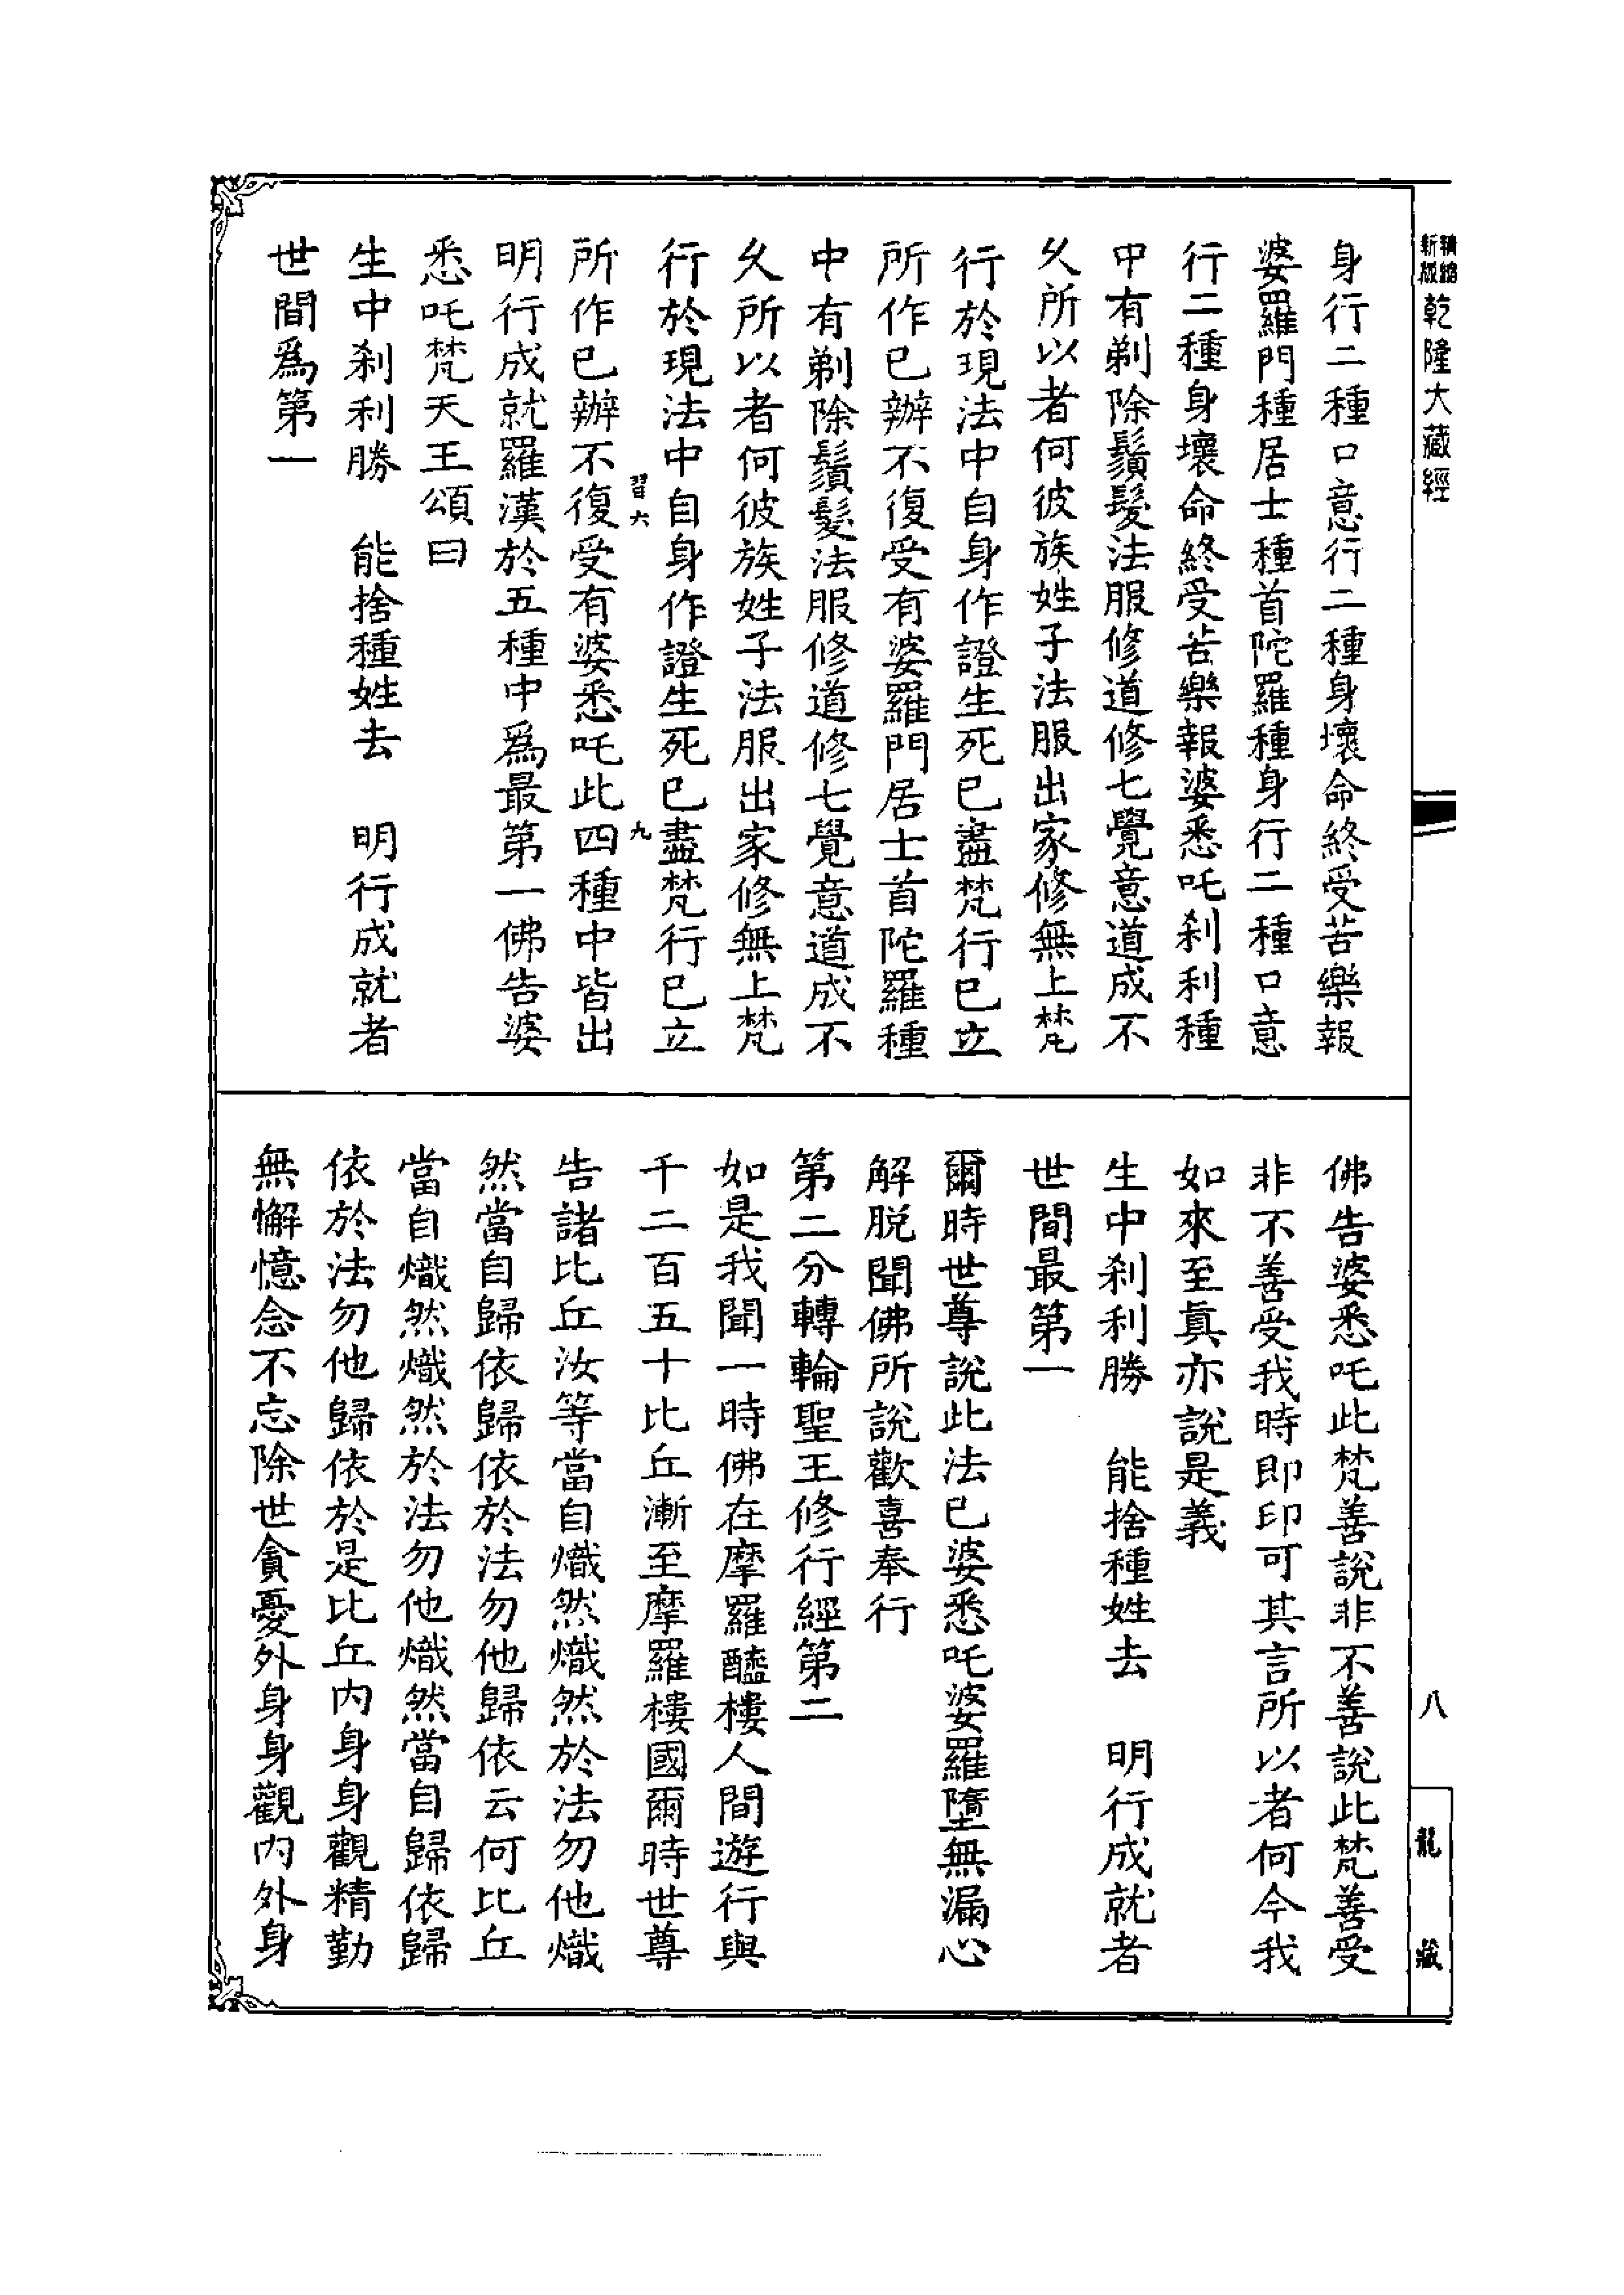 新版精縮乾隆大藏經
八
龍藏
身行二種口意行二種身壞命終受苦樂報
婆羅門種居士種首陀羅種身行二種口意
行二種身壞命終受苦樂報婆悉吒刹利種
中有剃除鬚髮法服修道修七覺意道成不
久所以者何彼族姓子法服出家修無上梵
行於現法中自身作證生死已盡梵行已立
所作已辦不復受有婆羅門居士首陀羅種
中有剃除鬚髮法服修道修七覺意道成不
久所以者何彼族姓子法服出家修無上梵
行於現法中自身作證生死已盡梵行已立
習六 九
所作已辦不復受有婆悉吒此四種中皆出
明行成就羅漢於五種中爲最第一佛告婆
悉吒梵天王頌曰
生中刹利勝 能捨種姓去 明行成就者
世間爲第一
佛告婆悉吒此梵善說非不善說此梵善受
非不善受我時即印可其言所以者何今我
如來至真亦說是義
生中刹利勝 能捨種姓去 明行成就者
世間最第一
爾時世尊說此法已婆悉吒婆羅墮無漏心
解脱聞佛所說歡喜奉行
第二分轉輪聖王修行經第二
如是我聞一時佛在摩羅醯樓人間遊行與
千二百五十比丘漸至摩羅樓國爾時世尊
告諸比丘汝等當自熾然熾然於法勿他熾
然當自歸依歸依於法勿他歸依云何比丘
當自熾然熾然於法勿他熾然當自歸依歸
依於法勿他歸依於是比丘内身身觀精勤
無懈憶念不忘除世貪憂外身身觀内外身